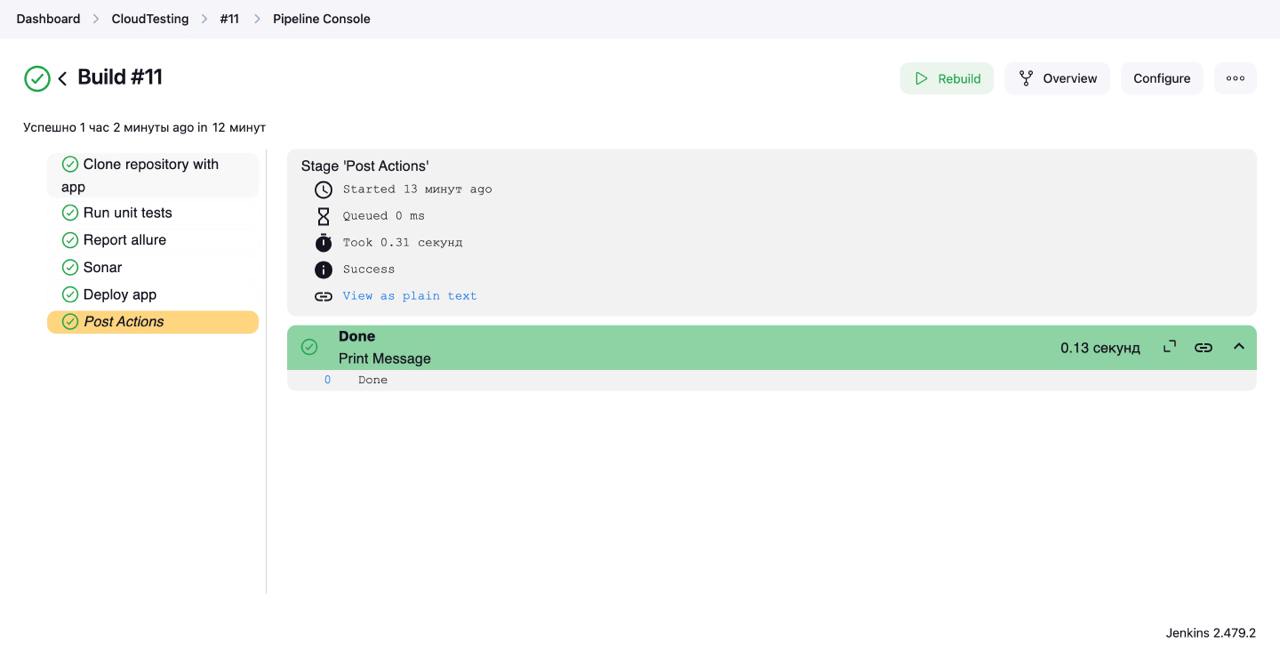 Dashboard > CloudTesting > #11 > Pipeline Console
Build #11
Rebuild
Overview
Configure
Успешно 1 час 2 минуты ago in 12 минут
Clone repository with
app
Run unit tests
Report allure
Sonar
Deploy app
Post Actions
Stage 'Post Actions'
Started 13 минут ago
Queued 0 ms
Took 0.31 секунд
Success
View as plain text
Done
Print Message
0.13 секунд
0 Done
Jenkins 2.479.2